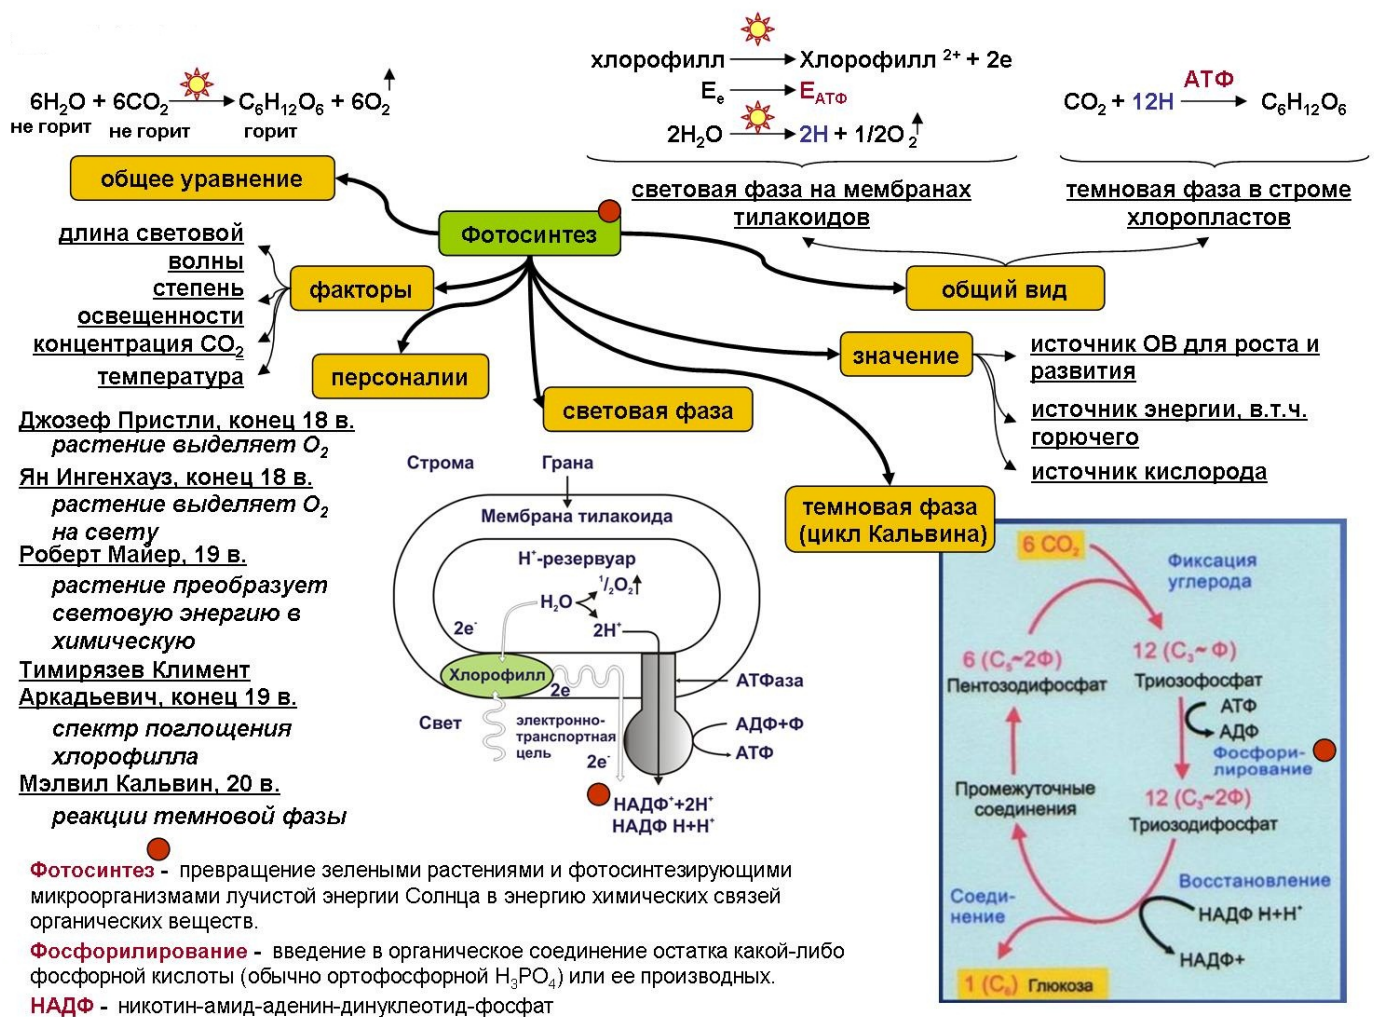 6H₂O + 6CO₂ → C₆H₁₂O₆ + 6O₂↑
не горит не горит горит
хлорофилл → Хлорофилл ²⁺ + 2e
Eₑ → E АТФ
2H₂O → 2H + 1/2O₂↑
АТФ
CO₂ + 12H → C₆H₁₂O₆
общее уравнение
световая фаза на мембранах
тилакоидов
темновая фаза в строме
хлоропластов
Фотосинтез
общий вид
длина световой
волны
степень
освещенности
концентрация CO₂
температура
факторы
персоналии
световая фаза
значение
источник ОВ для роста и
развития
источник энергии, в.т.ч.
горючего
источник кислорода
темновая фаза
(цикл Кальвина)
Джозеф Пристли, конец 18 в.
растение выделяет O₂
Ян Ингенхауз, конец 18 в.
растение выделяет O₂
на свету
Роберт Майер, 19 в.
растение преобразует
световую энергию в
химическую
Тимирязев Климент
Аркадьевич, конец 19 в.
спектр поглощения
хлорофилла
Мэлвил Кальвин, 20 в.
реакции темновой фазы
Строма Грана
Мембрана тилакоида
H⁺-резервуар
¹/₂O₂↑
H₂O
2e⁻ 2H⁺
Хлорофилл
2e
АТФаза
Свет
электронно-
транспортная
цель
2e⁻
АДФ+Ф
АТФ
НАДФ⁺+2H⁺
НАДФ H+H⁺
6 CO₂
Фиксация
углерода
6 (C₅~2Ф)
Пентозодифосфат
12 (C₃~ Ф)
Триозофосфат
АТФ
АДФ
Фосфори-
лирование
Промежуточные
соединения
12 (C₃~2Ф)
Триозодифосфат
Соеди-
нение
Восстановление
НАДФ H+H⁺
НАДФ+
1 (C₆) Глюкоза
Фотосинтез - превращение зелеными растениями и фотосинтезирующими
микроорганизмами лучистой энергии Солнца в энергию химических связей
органических веществ.
Фосфорилирование - введение в органическое соединение остатка какой-либо
фосфорной кислоты (обычно ортофосфорной H₃PO₄) или ее производных.
НАДФ - никотин-амид-аденин-динуклеотид-фосфат